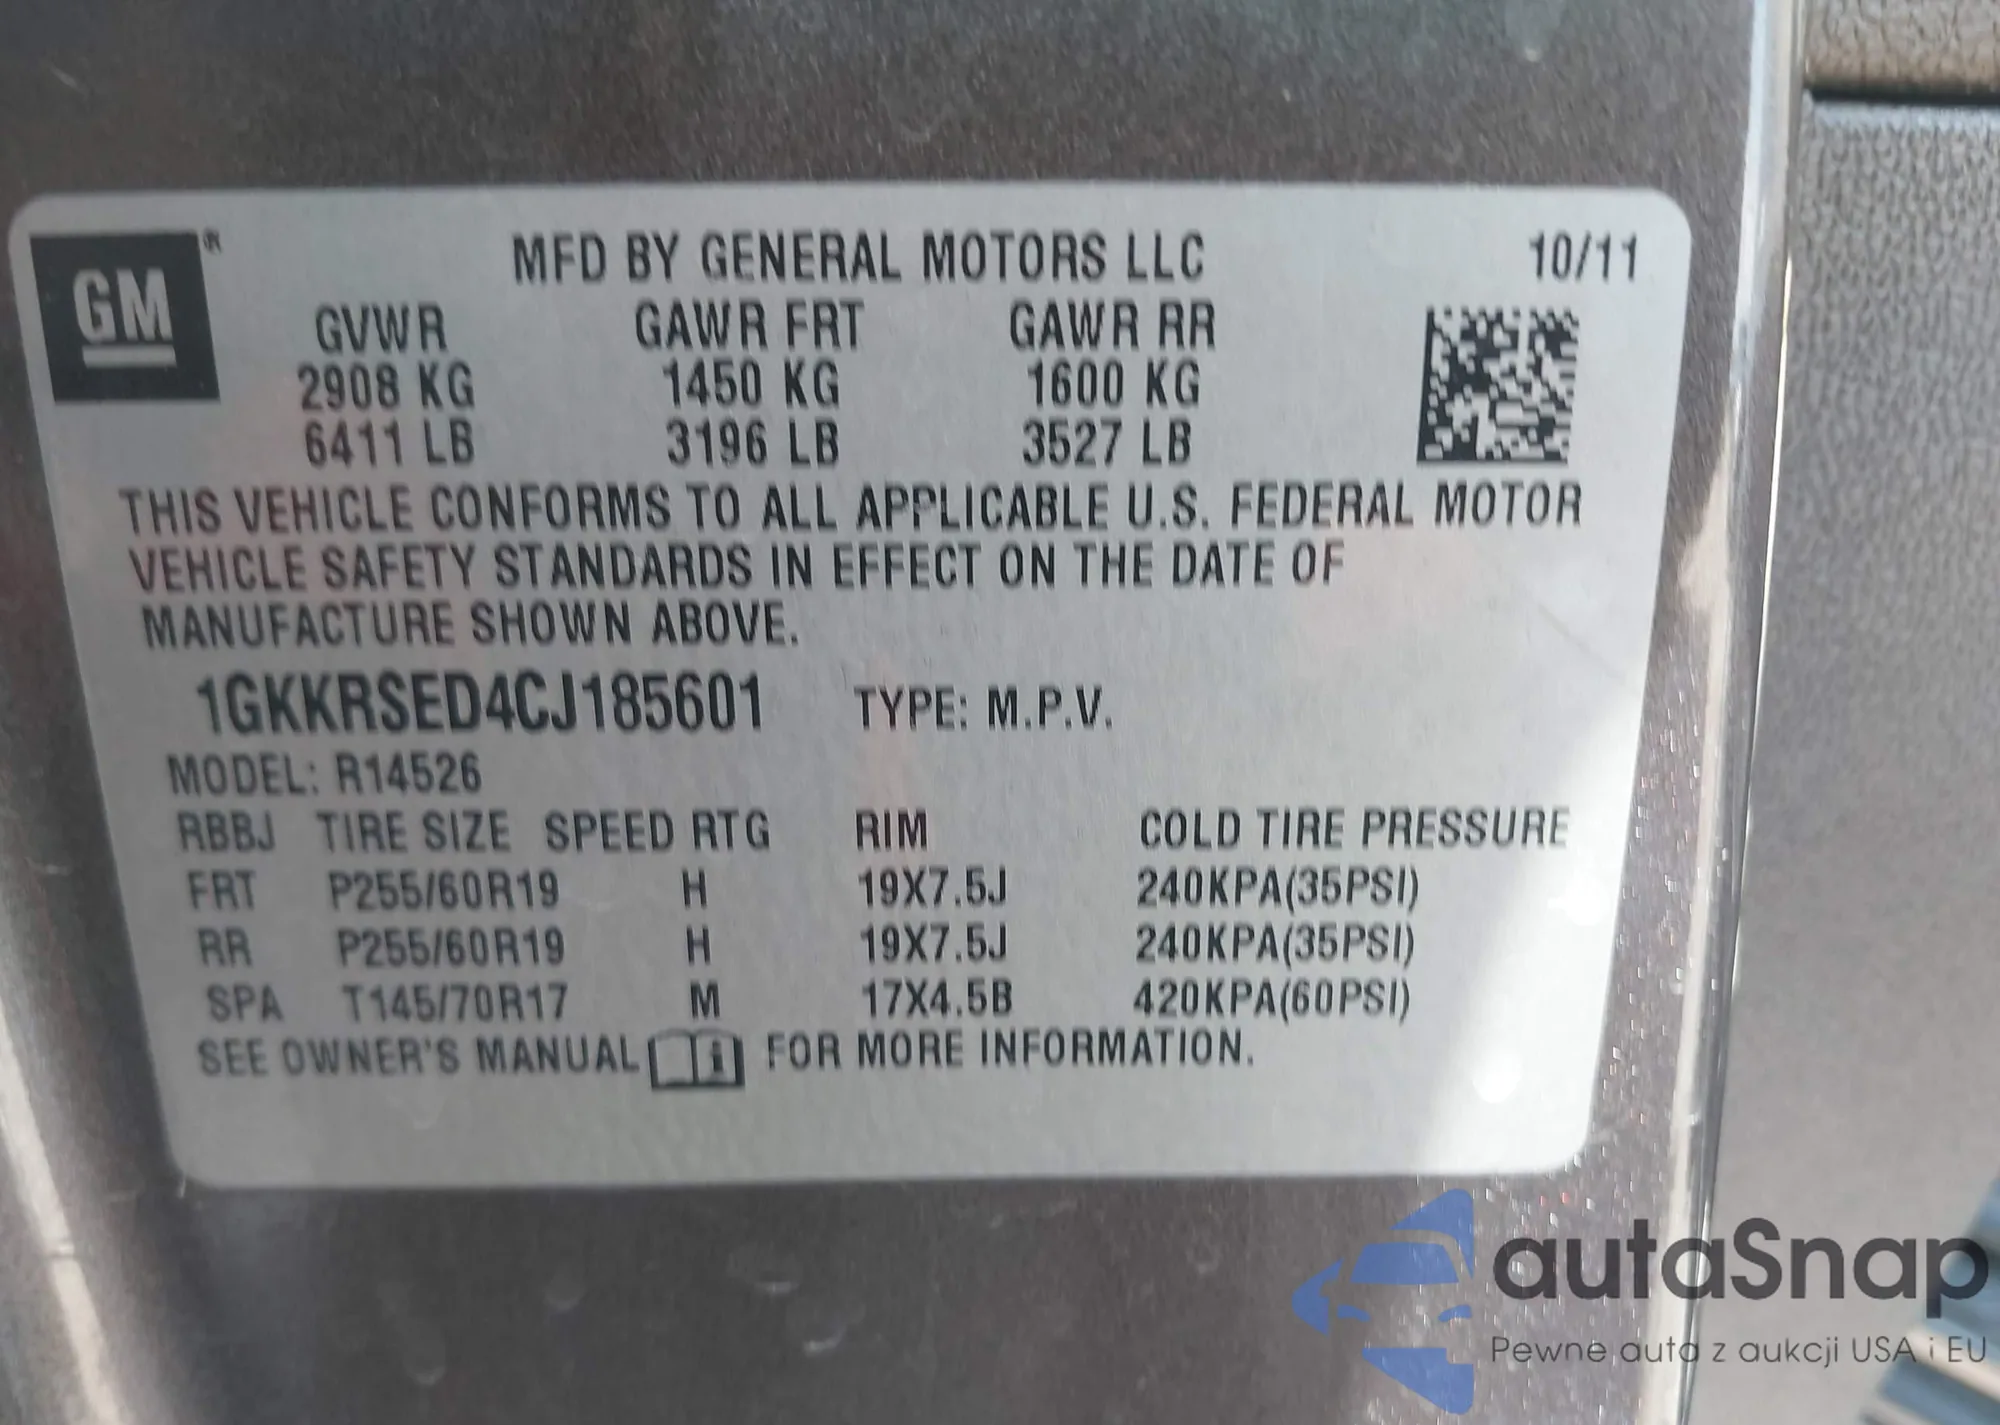 GM®
MFD BY GENERAL MOTORS LLC 10/11
GVWR GAWR FRT GAWR RR
2908 KG 1450 KG 1600 KG
6411 LB 3196 LB 3527 LB
THIS VEHICLE CONFORMS TO ALL APPLICABLE U.S. FEDERAL MOTOR
VEHICLE SAFETY STANDARDS IN EFFECT ON THE DATE OF
MANUFACTURE SHOWN ABOVE.
1GKKRSED4CJ185601 TYPE: M.P.V.
MODEL: R14526
RBBJ TIRE SIZE SPEED RTG RIM COLD TIRE PRESSURE
FRT P255/60R19 H 19X7.5J 240KPA(35PSI)
RR P255/60R19 H 19X7.5J 240KPA(35PSI)
SPA T145/70R17 M 17X4.5B 420KPA(60PSI)
SEE OWNER'S MANUAL i FOR MORE INFORMATION.
autaSnap
Pewne auta z aukcji USA i EU